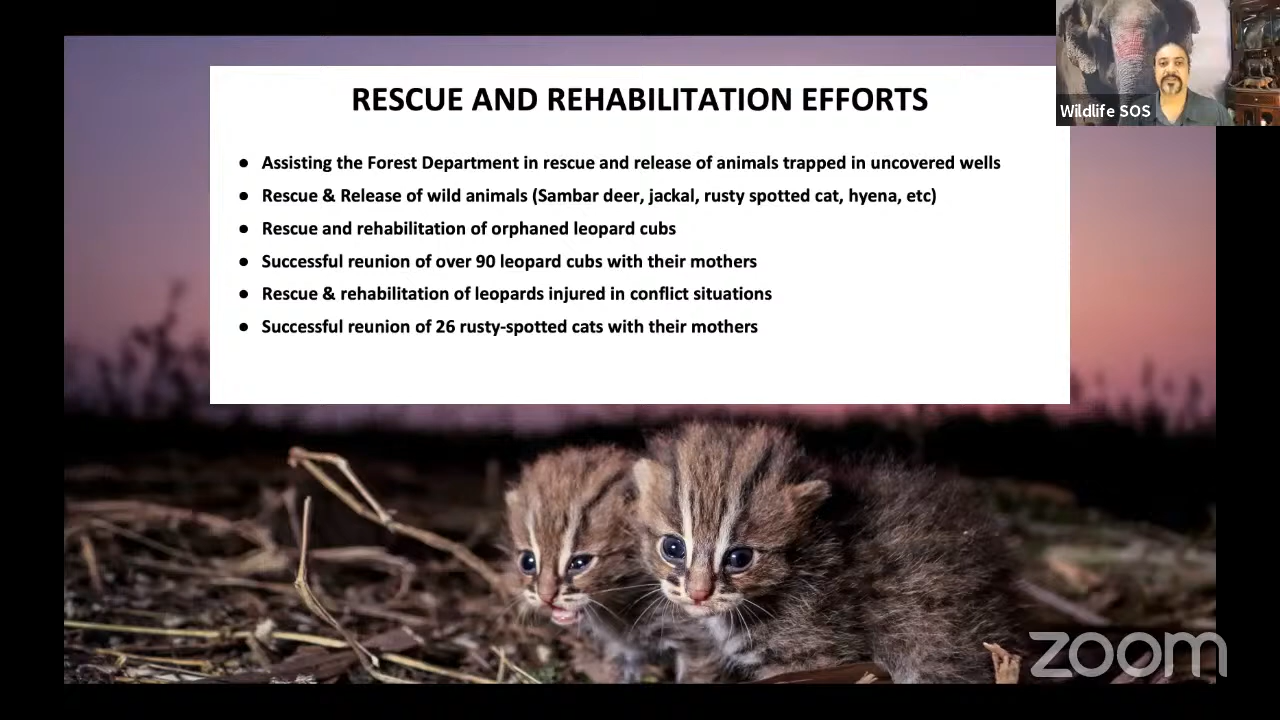 RESCUE AND REHABILITATION EFFORTS
Wildlife SOS
● Assisting the Forest Department in rescue and release of animals trapped in uncovered wells
● Rescue & Release of wild animals (Sambar deer, jackal, rusty spotted cat, hyena, etc)
● Rescue and rehabilitation of orphaned leopard cubs
● Successful reunion of over 90 leopard cubs with their mothers
● Rescue & rehabilitation of leopards injured in conflict situations
● Successful reunion of 26 rusty-spotted cats with their mothers
zoom